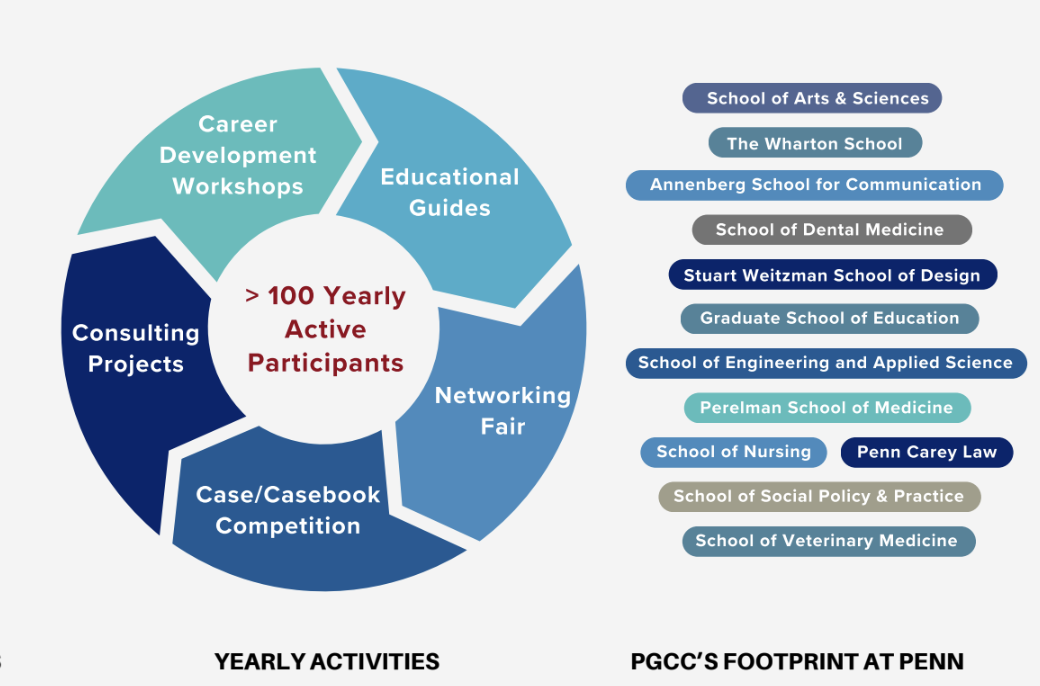 Career
Development
Workshops
Educational
Guides
Networking
Fair
Case/Casebook
Competition
Consulting
Projects
> 100 Yearly
Active
Participants
YEARLY ACTIVITIES
School of Arts & Sciences
The Wharton School
Annenberg School for Communication
School of Dental Medicine
Stuart Weitzman School of Design
Graduate School of Education
School of Engineering and Applied Science
Perelman School of Medicine
School of Nursing
Penn Carey Law
School of Social Policy & Practice
School of Veterinary Medicine
PGCC’S FOOTPRINT AT PENN